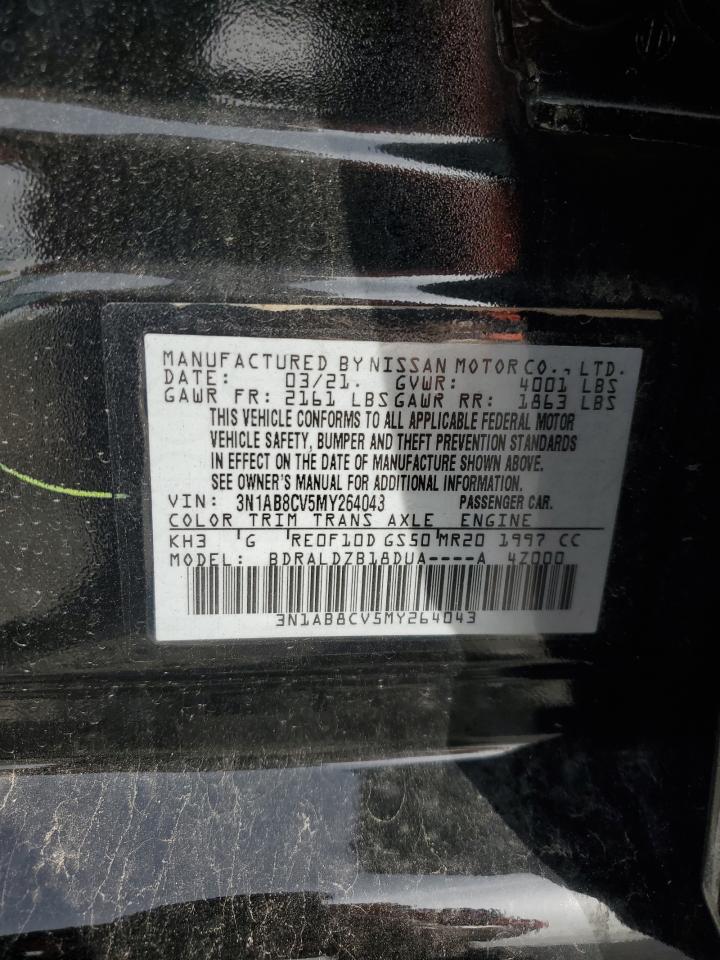 MANUFACTURED BY NISSAN MOTOR CO., LTD.
DATE: 03/21. GVWR: 4001 LBS
GAWR FR: 2161 LBS GAWR RR: 1863 LBS
THIS VEHICLE CONFORMS TO ALL APPLICABLE FEDERAL MOTOR
VEHICLE SAFETY, BUMPER AND THEFT PREVENTION STANDARDS
IN EFFECT ON THE DATE OF MANUFACTURE SHOWN ABOVE.
SEE OWNER'S MANUAL FOR ADDITIONAL INFORMATION.
VIN: 3N1AB8CV5MY264043 PASSENGER CAR.
COLOR TRIM TRANS AXLE ENGINE
KH3 G RE0F10D GS50 MR20 1997 CC
MODEL: BDRALDZB18DUA----A 4Z000
3N1AB8CV5MY264043